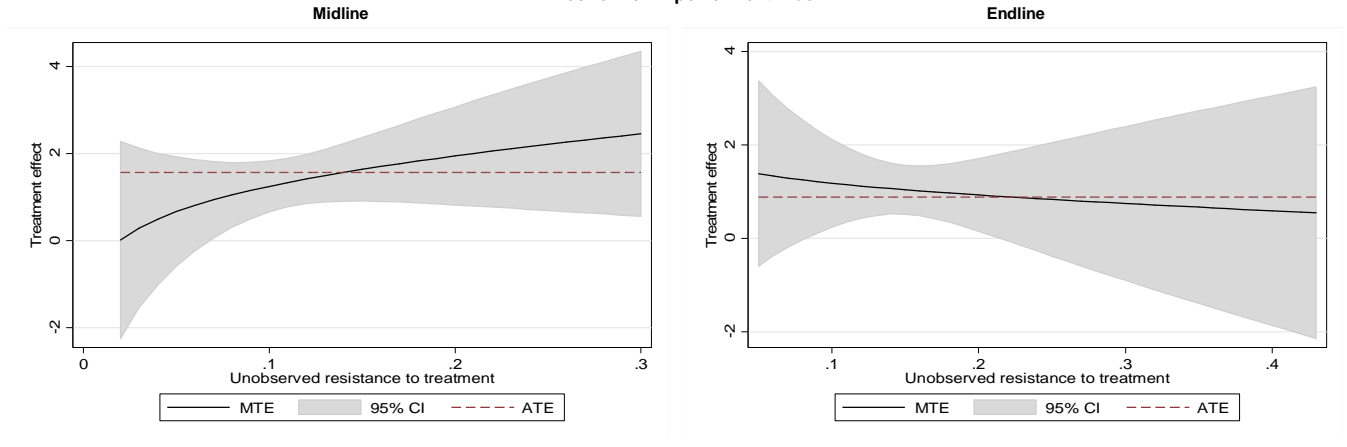 Midline
Endline
Treatment effect
4
2
0
-2
0
.1
.2
.3
Unobserved resistance to treatment
MTE
95% CI
ATE
Treatment effect
4
2
0
-2
.1
.2
.3
.4
Unobserved resistance to treatment
MTE
95% CI
ATE